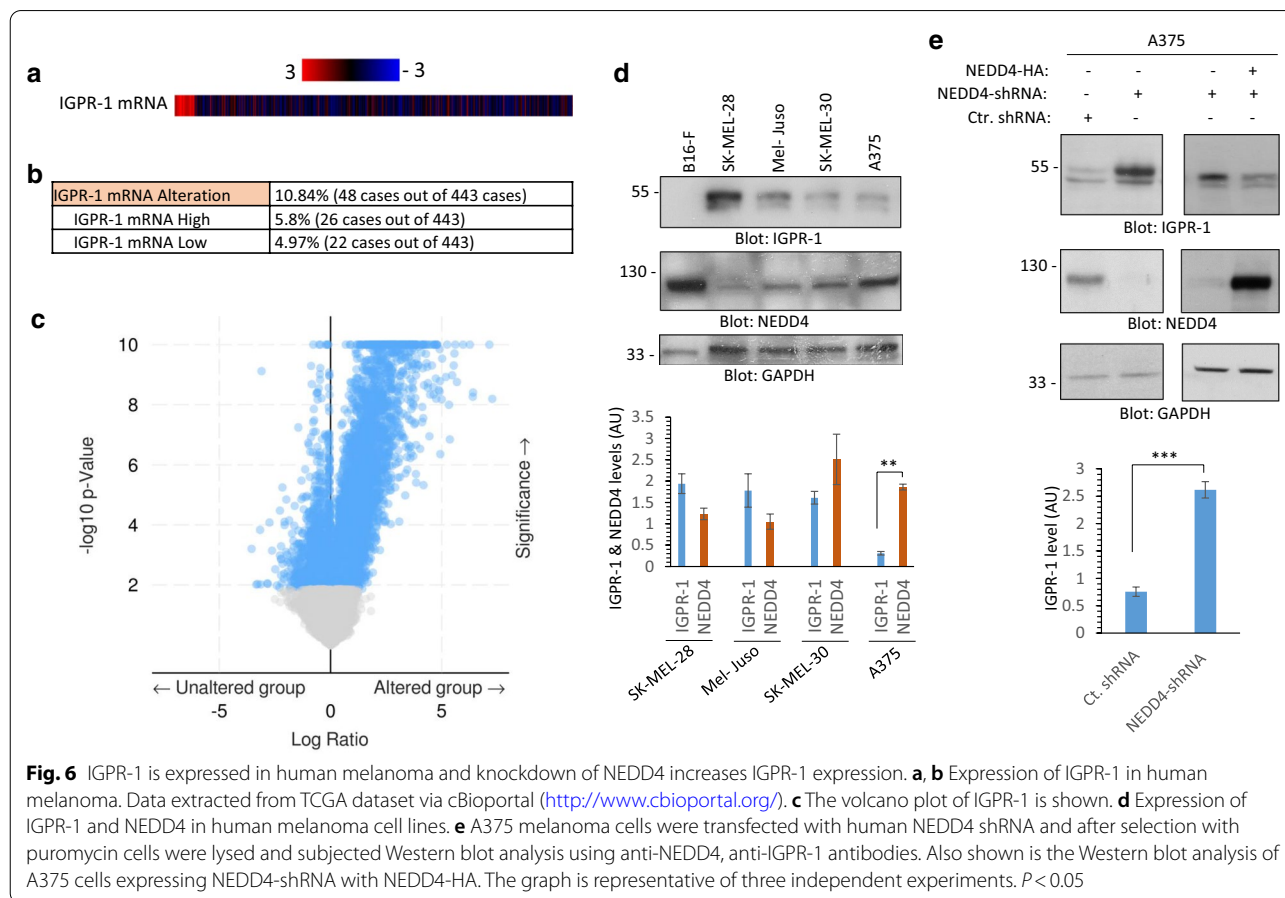 a
3
- 3
IGPR-1 mRNA
b
IGPR-1 mRNA Alteration 10.84% (48 cases out of 443 cases)
IGPR-1 mRNA High 5.8% (26 cases out of 443)
IGPR-1 mRNA Low 4.97% (22 cases out of 443)
c
10
8
6
4
2
-log10 p-Value
Significance →
← Unaltered group
Altered group →
-5 0 5
Log Ratio
d
B16-F
SK-MEL-28
Mel- Juso
SK-MEL-30
A375
55 -
Blot: IGPR-1
130 -
Blot: NEDD4
33 -
Blot: GAPDH
IGPR-1 & NEDD4 levels (AU)
3.5
3
2.5
2
1.5
1
0.5
0
**
IGPR-1 NEDD4 IGPR-1 NEDD4 IGPR-1 NEDD4 IGPR-1 NEDD4
SK-MEL-28 Mel- Juso SK-MEL-30 A375
e
A375
NEDD4-HA: - - - +
NEDD4-shRNA: - + + +
Ctr. shRNA: + - - -
55 -
Blot: IGPR-1
130 -
Blot: NEDD4
33 -
Blot: GAPDH
IGPR-1 level (AU)
3
2.5
2
1.5
1
0.5
0
***
Ct. shRNA
NEDD4-shRNA
Fig. 6 IGPR-1 is expressed in human melanoma and knockdown of NEDD4 increases IGPR-1 expression. a, b Expression of IGPR-1 in human
melanoma. Data extracted from TCGA dataset via cBioportal (http://www.cbioportal.org/). c The volcano plot of IGPR-1 is shown. d Expression of
IGPR-1 and NEDD4 in human melanoma cell lines. e A375 melanoma cells were transfected with human NEDD4 shRNA and after selection with
puromycin cells were lysed and subjected Western blot analysis using anti-NEDD4, anti-IGPR-1 antibodies. Also shown is the Western blot analysis of
A375 cells expressing NEDD4-shRNA with NEDD4-HA. The graph is representative of three independent experiments. P < 0.05